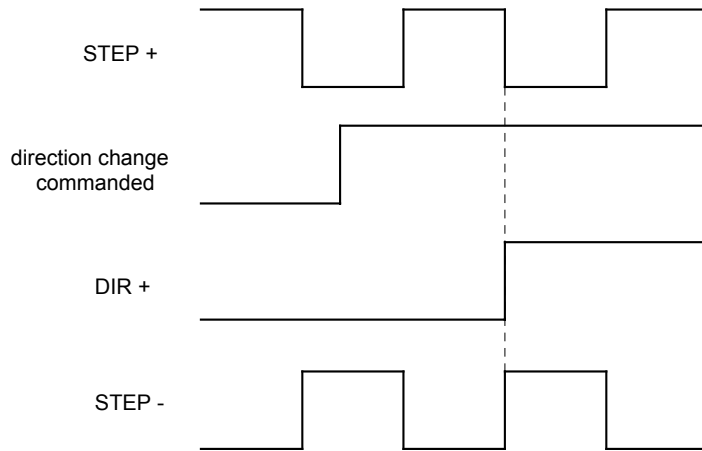 STEP +
direction change
commanded
DIR +
STEP -